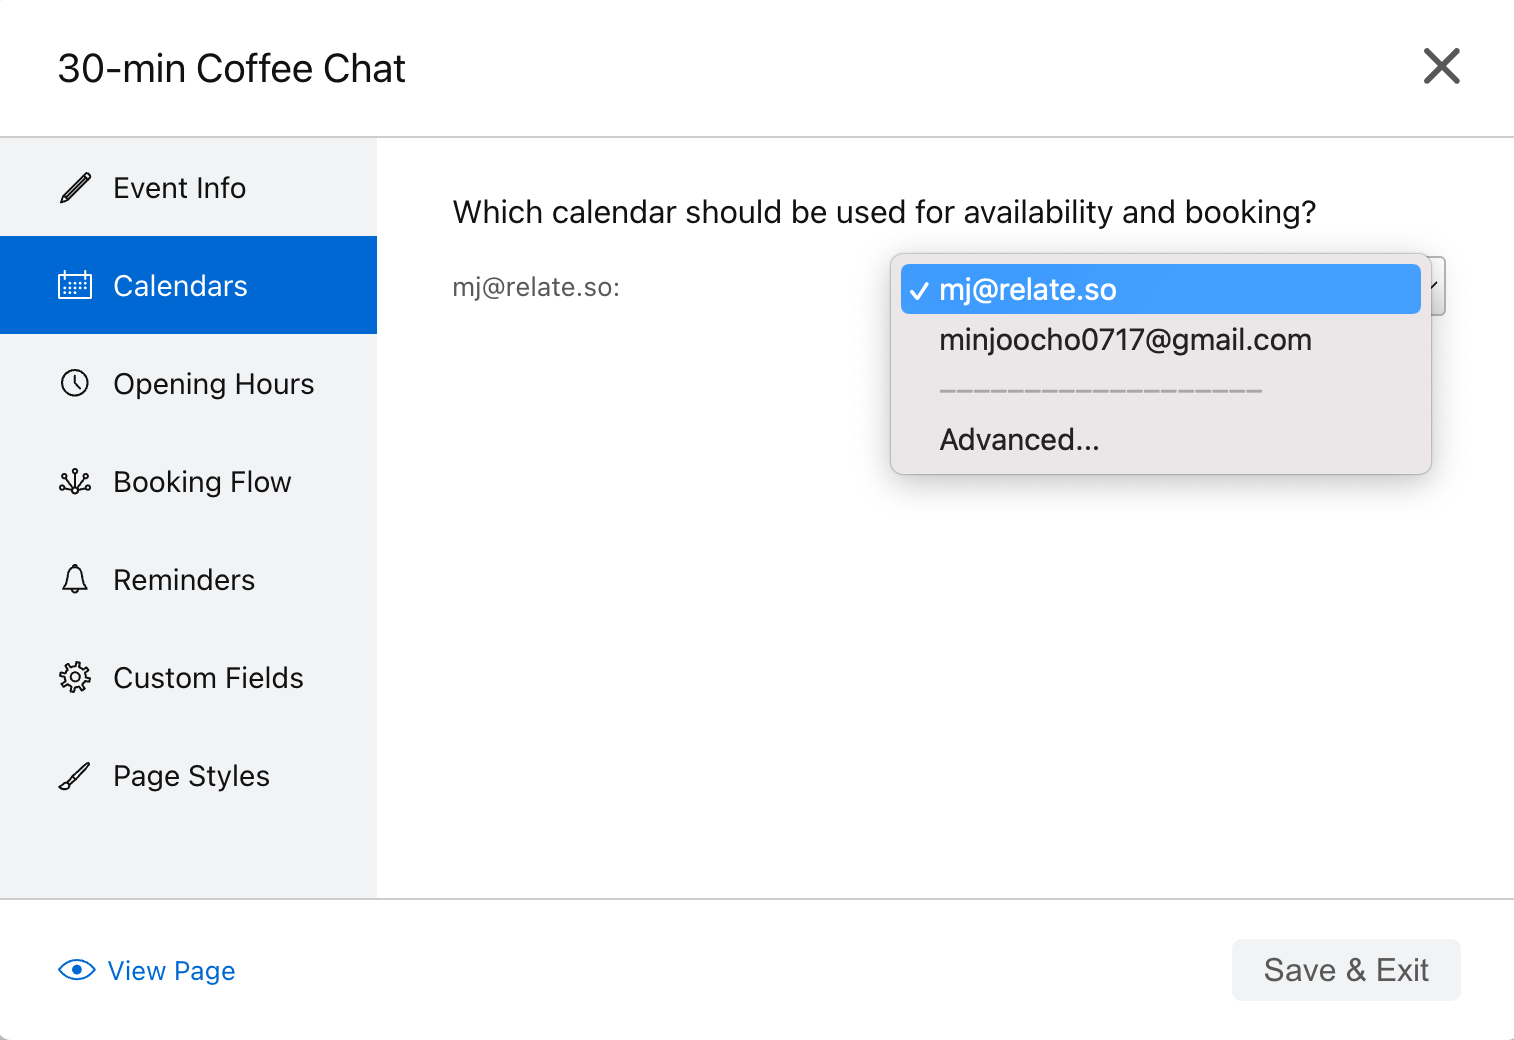 30-min Coffee Chat
Event Info
Calendars
Opening Hours
Booking Flow
Reminders
Custom Fields
Page Styles
Which calendar should be used for availability and booking?
mj@relate.so:
mj@relate.so
minjoocho0717@gmail.com
-------------------
Advanced...
View Page
Save & Exit